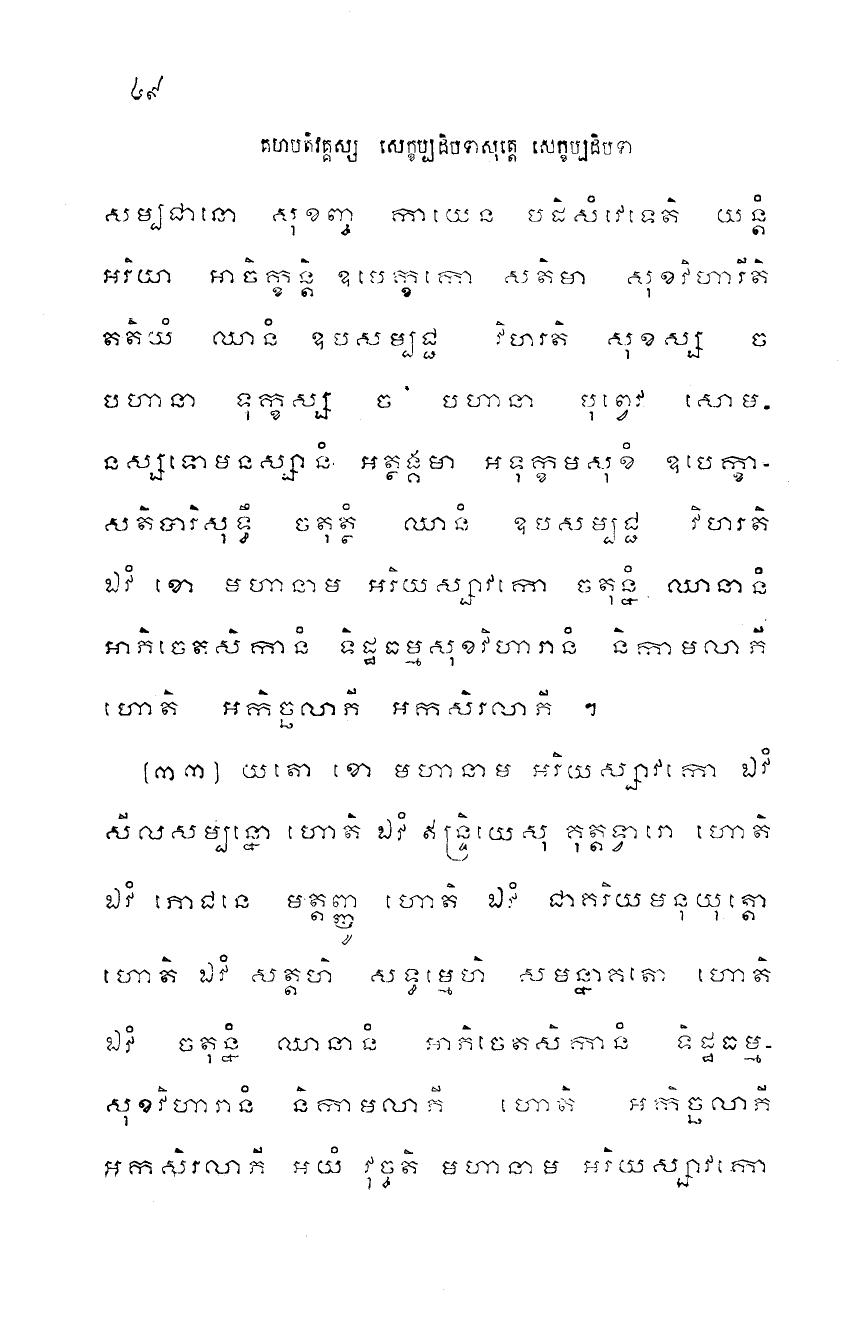 ៤៩
គហបតិវគ្គស្ស សេក្ខប្បដិបទាសុត្តេ សេក្ខប្បដិបទា
សម្បជានោ សុខញ្ច កាយេន បដិសំវេទេតិ យន្តំ
អរិយា អាចិក្ខន្តិ ឧបេក្ខកោ សតិមា សុខវិហារីតិ
តតិយំ ឈានំ ឧបសម្បជ្ជ វិហរតិ សុខស្ស ច
បហានា ទុក្ខស្ស ច បហានា បុព្វេវ សោម-
នស្សទោមនស្សានំ អត្ថង្គមា អទុក្ខមសុខំ ឧបេក្ខា-
សតិបារិសុទ្ធឹ ចតុត្ថំ ឈានំ ឧបសម្បជ្ជ វិហរតិ
ឯវំ ខោ មហានាម អរិយស្សាវកោ ចតុន្នំ ឈានានំ
អាភិចេតសិកានំ ទិដ្ឋធម្មសុខវិហារានំ និកាមលាភី
ហោតិ អកិច្ឆលាភី អកសិរលាភី ។
[៣៣] យតោ ខោ មហានាម អរិយស្សាវកោ ឯវំ
សីលសម្បន្នោ ហោតិ ឯវំ ឥន្ទ្រិយេសុ គុត្តទ្វារោ ហោតិ
ឯវំ ភោជនេ មត្តញ្ញូ ហោតិ ឯវំ ជាគរិយមនុយុត្តោ
ហោតិ ឯវំ សត្តហិ សទ្ធម្មេហិ សមន្នាគតោ ហោតិ
ឯវំ ចតុន្នំ ឈានានំ អាភិចេតសិកានំ ទិដ្ឋធម្ម-
សុខវិហារានំ និកាមលាភី ហោតិ អកិច្ឆលាភី
អកសិរលាភី អយំ វុច្ចតិ មហានាម អរិយស្សាវកោ